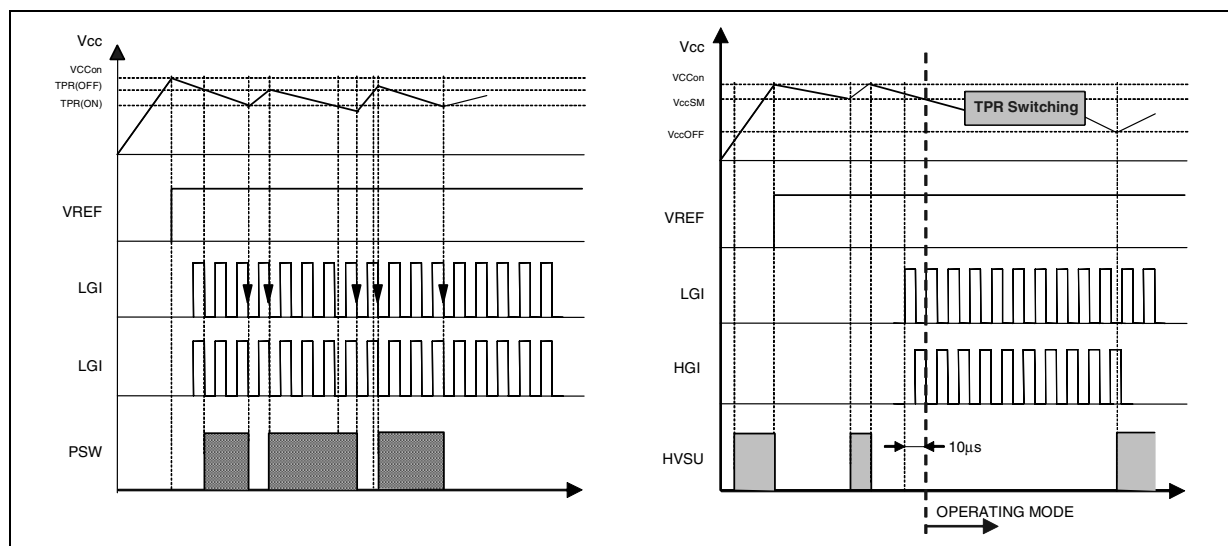 Vcc
VCCon
TPR(OFF)
TPR(ON)
VREF
LGI
LGI
PSW
Vcc
VCCon
VccSM
TPR Switching
VccOFF
VREF
LGI
HGI
10µs
HVSU
OPERATING MODE